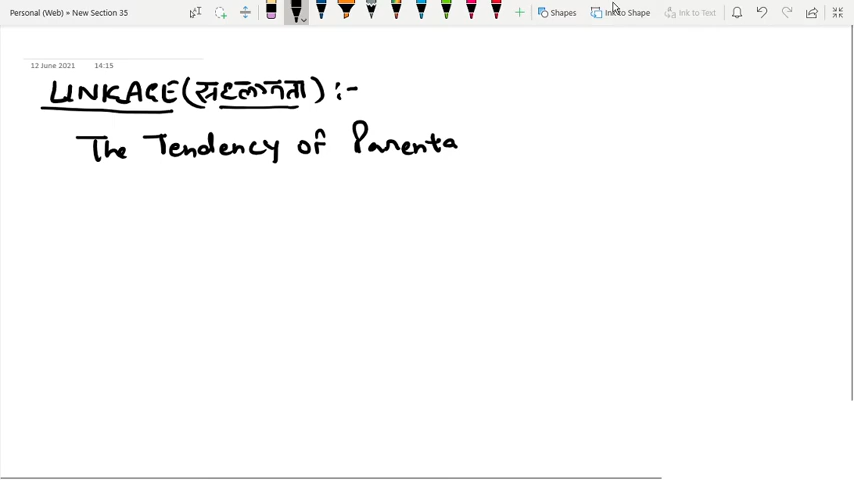 Personal (Web) » New Section 35
Shapes
Ink to Shape
Ink to Text
12 June 2021 14:15
LINKAGE (सहलग्नता) :-
The Tendency of Parenta